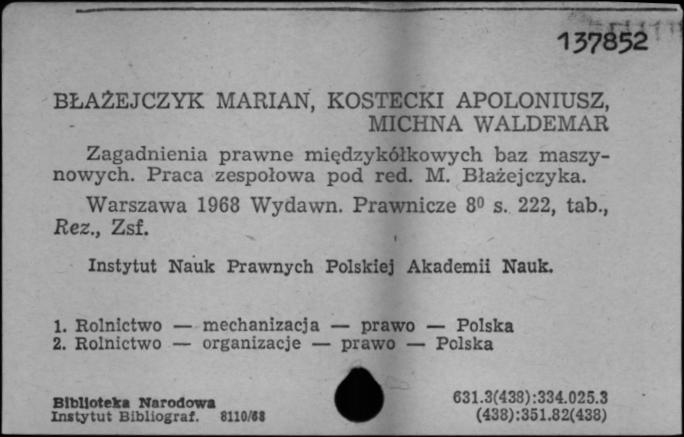 137852
BŁAŻEJCZYK MARIAN, KOSTECKI APOLONIUSZ,
MICHNA WALDEMAR
Zagadnienia prawne międzykółkowych baz maszy-
nowych. Praca zespołowa pod red. M. Błażejczyka.
Warszawa 1968 Wydawn. Prawnicze 8⁰ s. 222, tab.,
Rez., Zsf.
Instytut Nauk Prawnych Polskiej Akademii Nauk.
1. Rolnictwo — mechanizacja — prawo — Polska
2. Rolnictwo — organizacje — prawo — Polska
Biblioteka Narodowa
Instytut Bibliograf. 8110/68
631.3(438):334.025.3
(438):351.82(438)